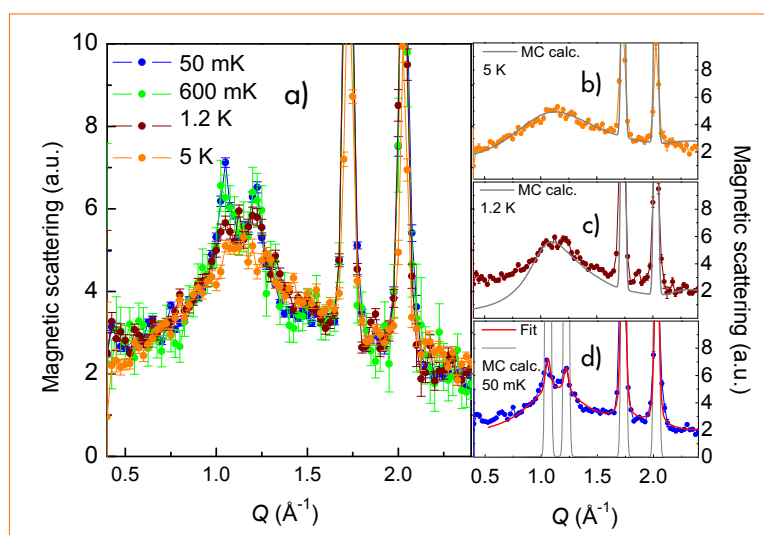 10
8
6
4
2
0
Magnetic scattering (a.u.)
50 mK
600 mK
1.2 K
5 K
a)
0.5 1.0 1.5 2.0
Q (Å⁻¹)
MC calc.
5 K
b)
8
6
4
2
MC calc.
1.2 K
c)
8
6
4
2
Fit
MC calc.
50 mK
d)
8
6
4
2
0
Magnetic scattering (a.u.)
0.5 1.0 1.5 2.0
Q (Å⁻¹)